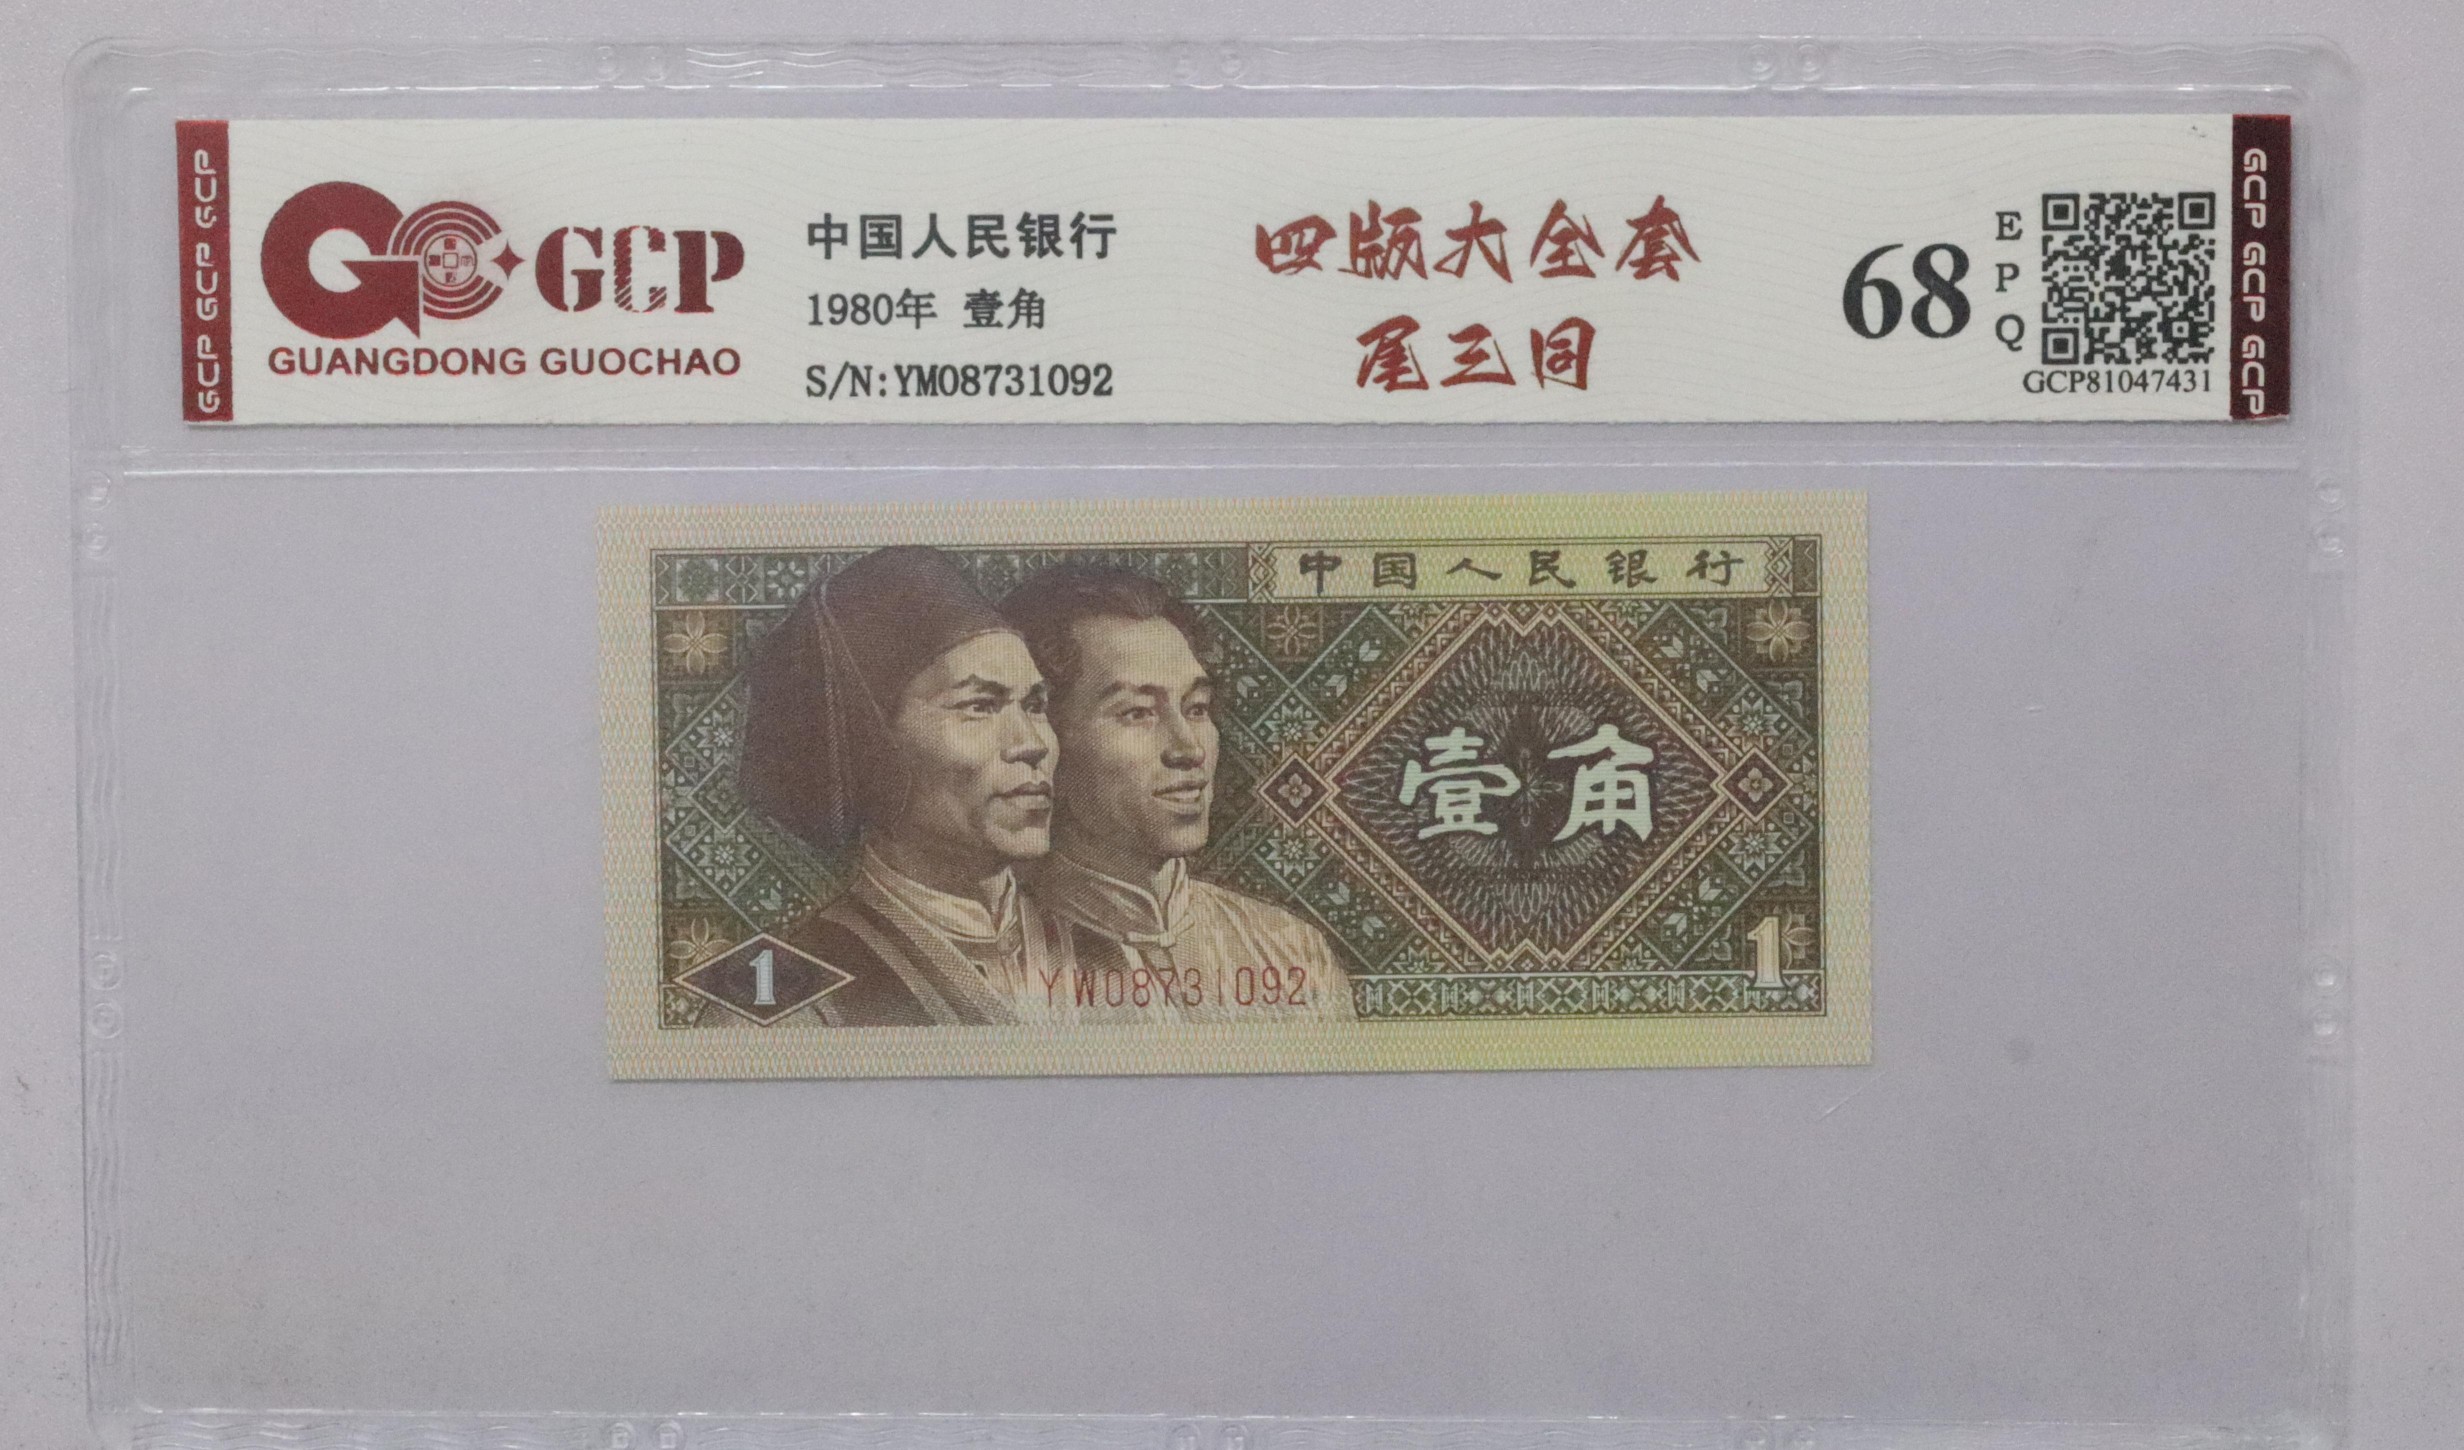 GCP GCP GCP
GCP
GUANGDONG GUOCHAO
中国人民银行
1980年 壹角
S/N:YM08731092
四版大全套
尾三同
68
EPQ
GCP81047431
GCP GCP GCP
中国人民银行
壹角
1
1
YW08731092